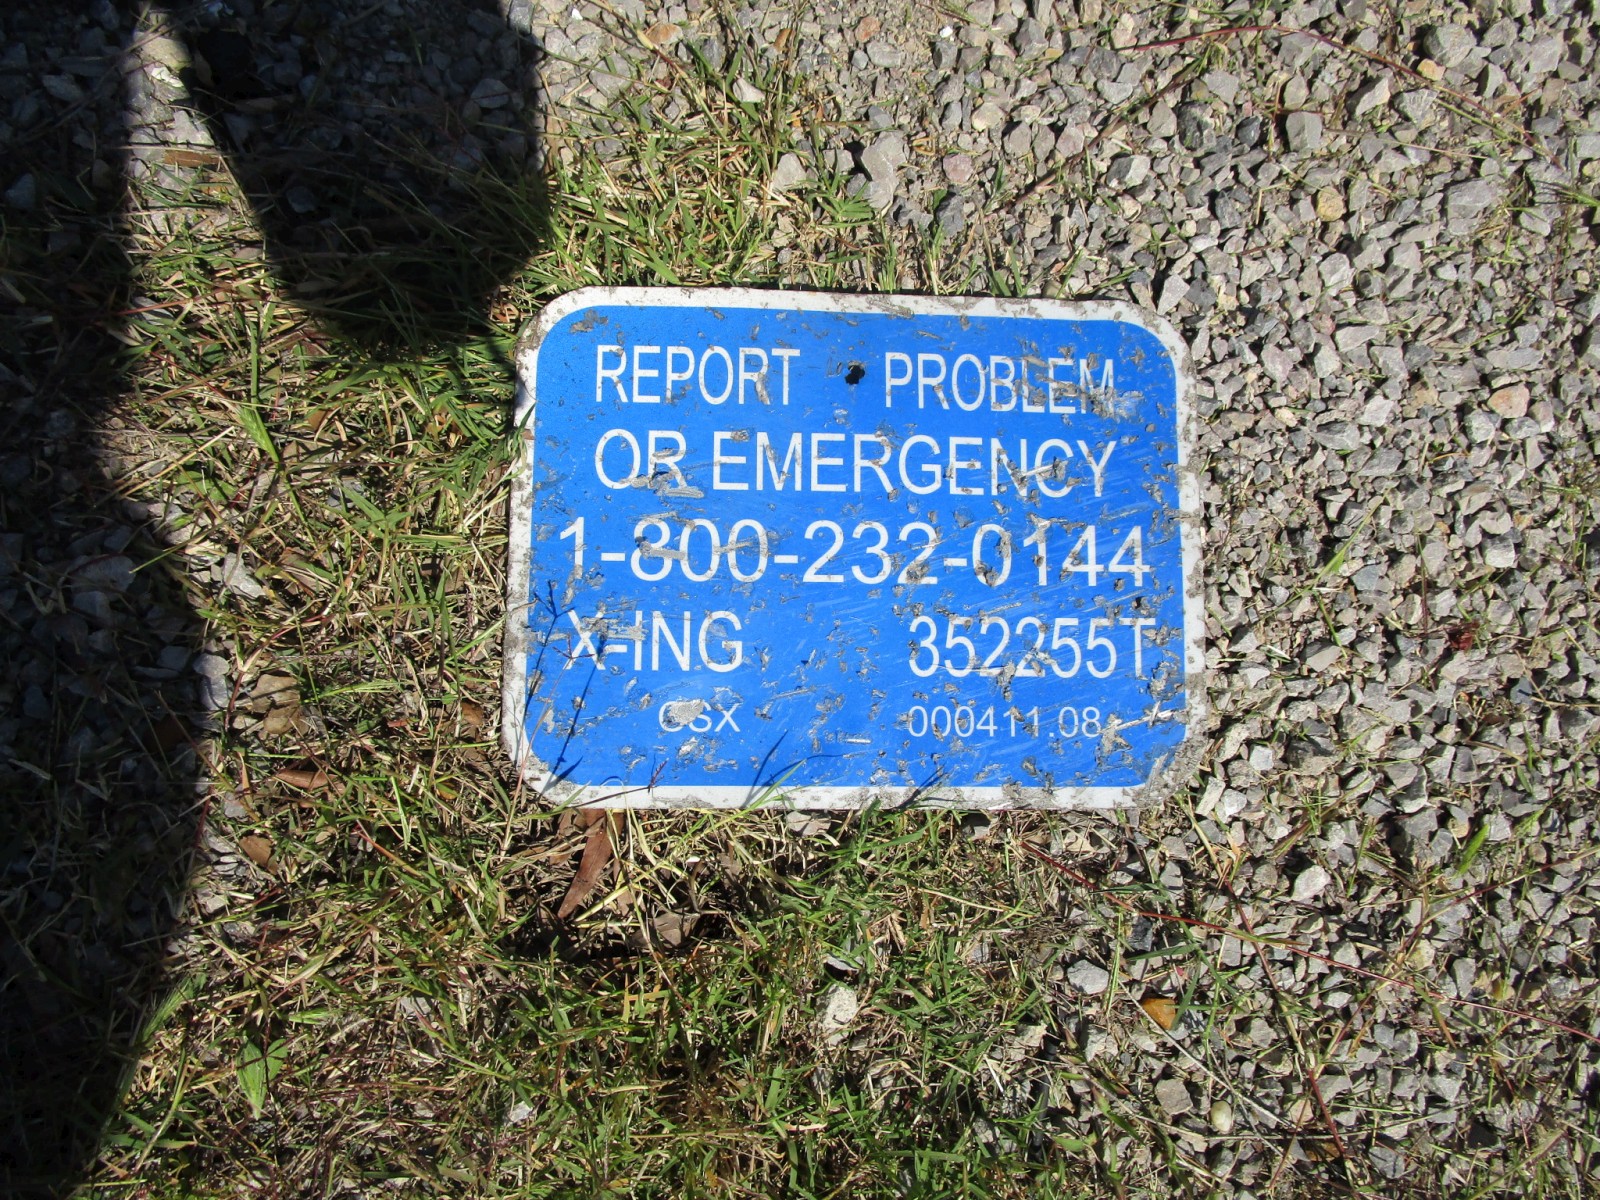 REPORT PROBLEM
OR EMERGENCY
1-800-232-0144
X-ING 352255T
CSX 000411.08